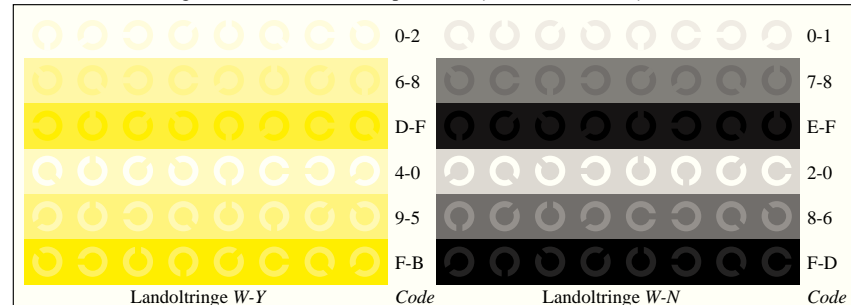 0-2 0-1
6-8 7-8
D-F E-F
4-0 2-0
9-5 8-6
F-B F-D
Landoltringe W-Y Code Landoltringe W-N Code